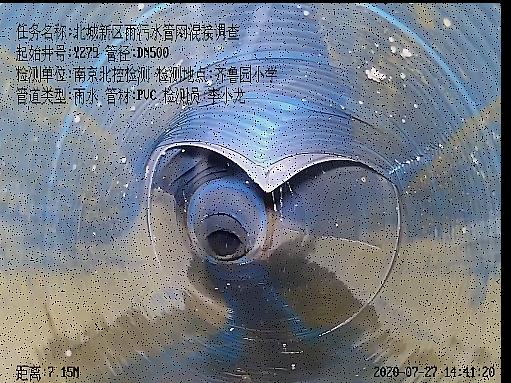 任务名称:北城新区雨污水管网混接调查
起始井号:Y279 管径:DN500
检测单位:南京北控检测 检测地点:齐鲁园小学
管道类型:雨水 管材:PVC 检测员:李小龙
距离:7.15M
2020-07-27 14:41:20